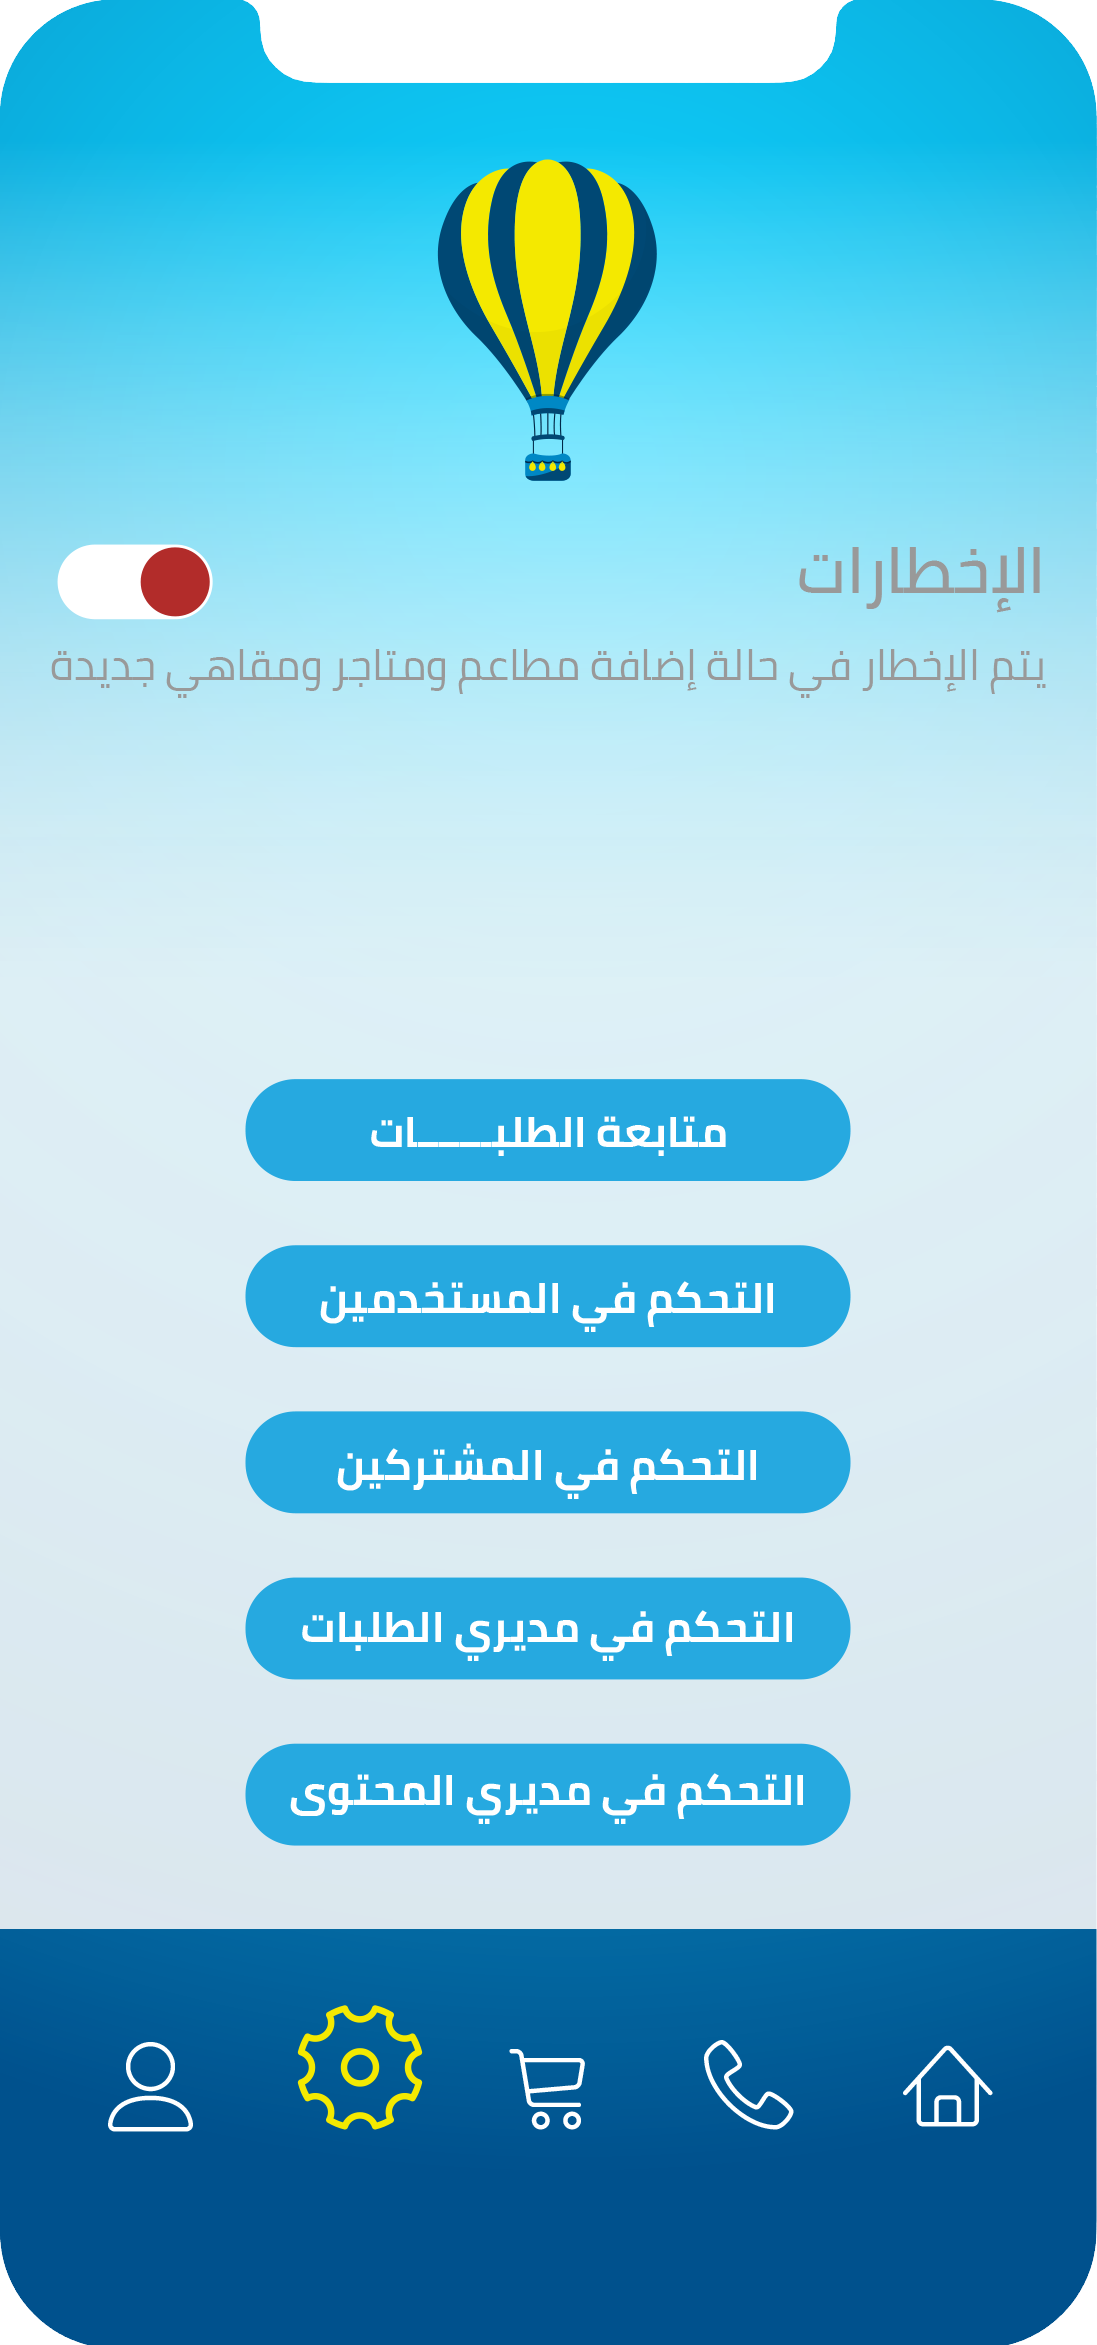 الإخطارات
يتم الإخطار في حالة إضافة مطاعم ومتاجر ومقاهي جديدة
متابعة الطلبـــــات
التحكم في المستخدمين
التحكم في المشتركين
التحكم في مديري الطلبات
التحكم في مديري المحتوى